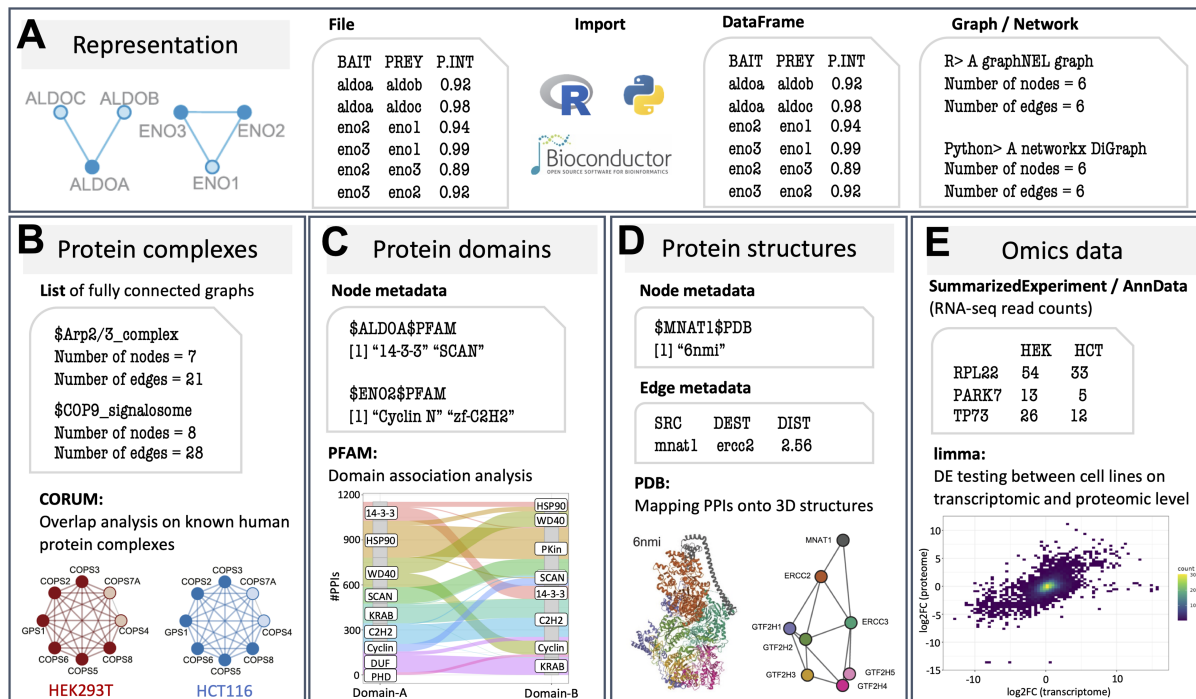 A
Representation
ALDOC
ALDOB
ALDOA
ENO3
ENO2
ENO1
File
BAIT PREY P.INT
aldoa aldob 0.92
aldoa aldoc 0.98
eno2 eno1 0.94
eno3 eno1 0.99
eno2 eno3 0.89
eno3 eno2 0.92
Import
R
Bioconductor
OPEN SOURCE SOFTWARE FOR BIOINFORMATICS
DataFrame
BAIT PREY P.INT
aldoa aldob 0.92
aldoa aldoc 0.98
eno2 eno1 0.94
eno3 eno1 0.99
eno2 eno3 0.89
eno3 eno2 0.92
Graph / Network
R> A graphNEL graph
Number of nodes = 6
Number of edges = 6
Python> A networkx DiGraph
Number of nodes = 6
Number of edges = 6
B
Protein complexes
List of fully connected graphs
$Arp2/3_complex
Number of nodes = 7
Number of edges = 21
$COP9_signalosome
Number of nodes = 8
Number of edges = 28
CORUM:
Overlap analysis on known human
protein complexes
COPS3
COPS2
COPS7A
GPS1
COPS4
COPS6
COPS8
COPS5
HEK293T
COPS3
COPS2
COPS7A
GPS1
COPS4
COPS6
COPS8
COPS5
HCT116
C
Protein domains
Node metadata
$ALDOA$PFAM
[1] “14-3-3” “SCAN”
$ENO2$PFAM
[1] “Cyclin N” “zf-C2H2”
PFAM:
Domain association analysis
#PPIs
1200
900
600
300
0
14-3-3
HSP90
WD40
SCAN
KRAB
C2H2
Cyclin
DUF
PHD
HSP90
WD40
PKin
SCAN
14-3-3
C2H2
Cyclin
KRAB
Domain-A
Domain-B
D
Protein structures
Node metadata
$MNAT1$PDB
[1] “6nmi”
Edge metadata
SRC DEST DIST
mnat1 ercc2 2.56
PDB:
Mapping PPIs onto 3D structures
6nmi
MNAT1
ERCC2
GTF2H1
ERCC3
GTF2H2
GTF2H3
GTF2H5
GTF2H4
E
Omics data
SummarizedExperiment / AnnData
(RNA-seq read counts)
HEK HCT
RPL22 54 33
PARK7 13 5
TP73 26 12
limma:
DE testing between cell lines on
transcriptomic and proteomic level
log2FC (proteome)
10
5
0
-5
-10
-15
-10
0
10
log2FC (transcriptome)
count
30
20
10